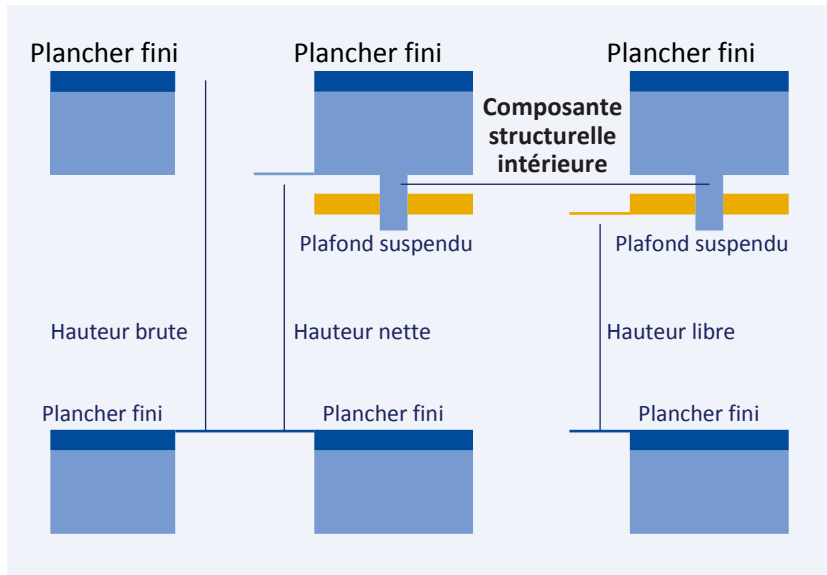 Plancher fini
Plancher fini
Plancher fini
Composante
structurelle
intérieure
Plafond suspendu
Plafond suspendu
Hauteur brute
Hauteur nette
Hauteur libre
Plancher fini
Plancher fini
Plancher fini